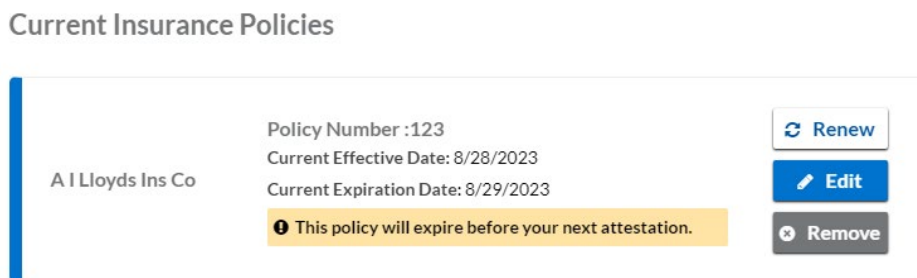 Current Insurance Policies
A I Lloyds Ins Co
Policy Number :123
Current Effective Date: 8/28/2023
Current Expiration Date: 8/29/2023
This policy will expire before your next attestation.
Renew
Edit
Remove